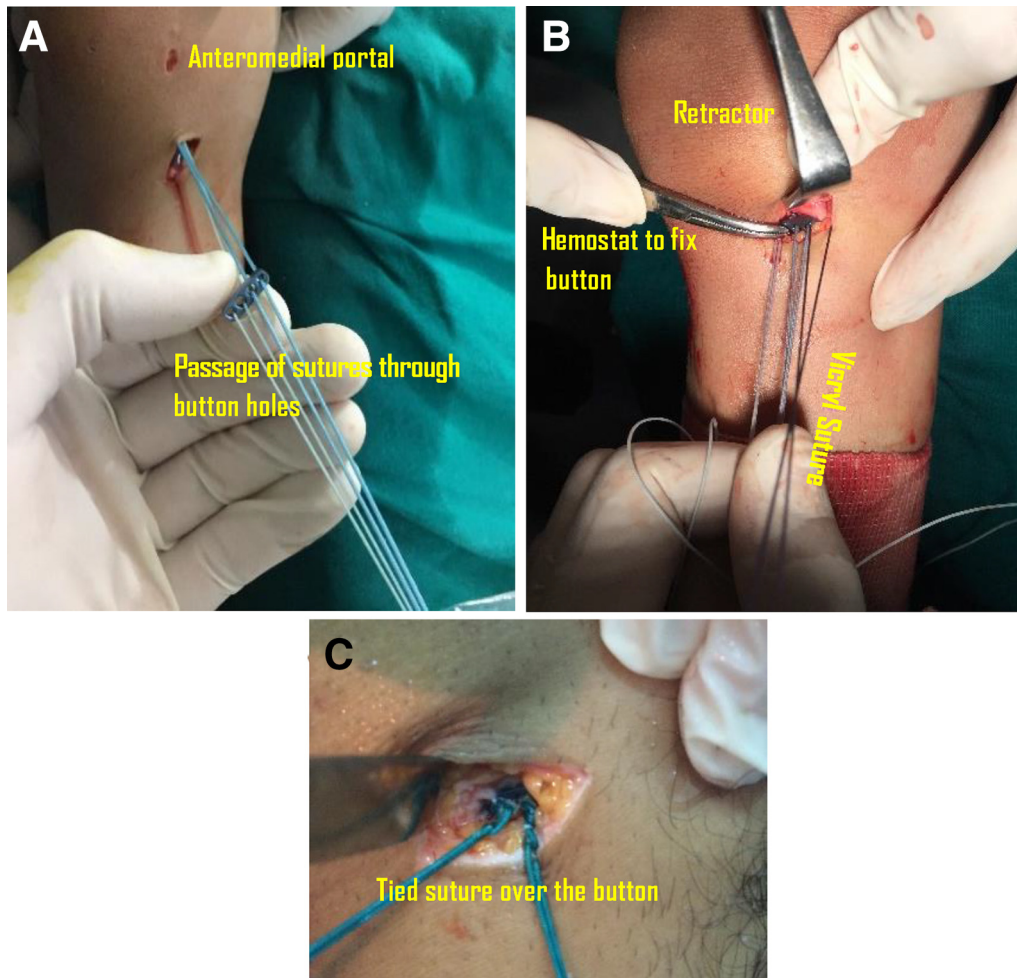 A
Anteromedial portal
Passage of sutures through
button holes
B
Retractor
Hemostat to fix
button
Vicryl Suture
C
Tied suture over the button